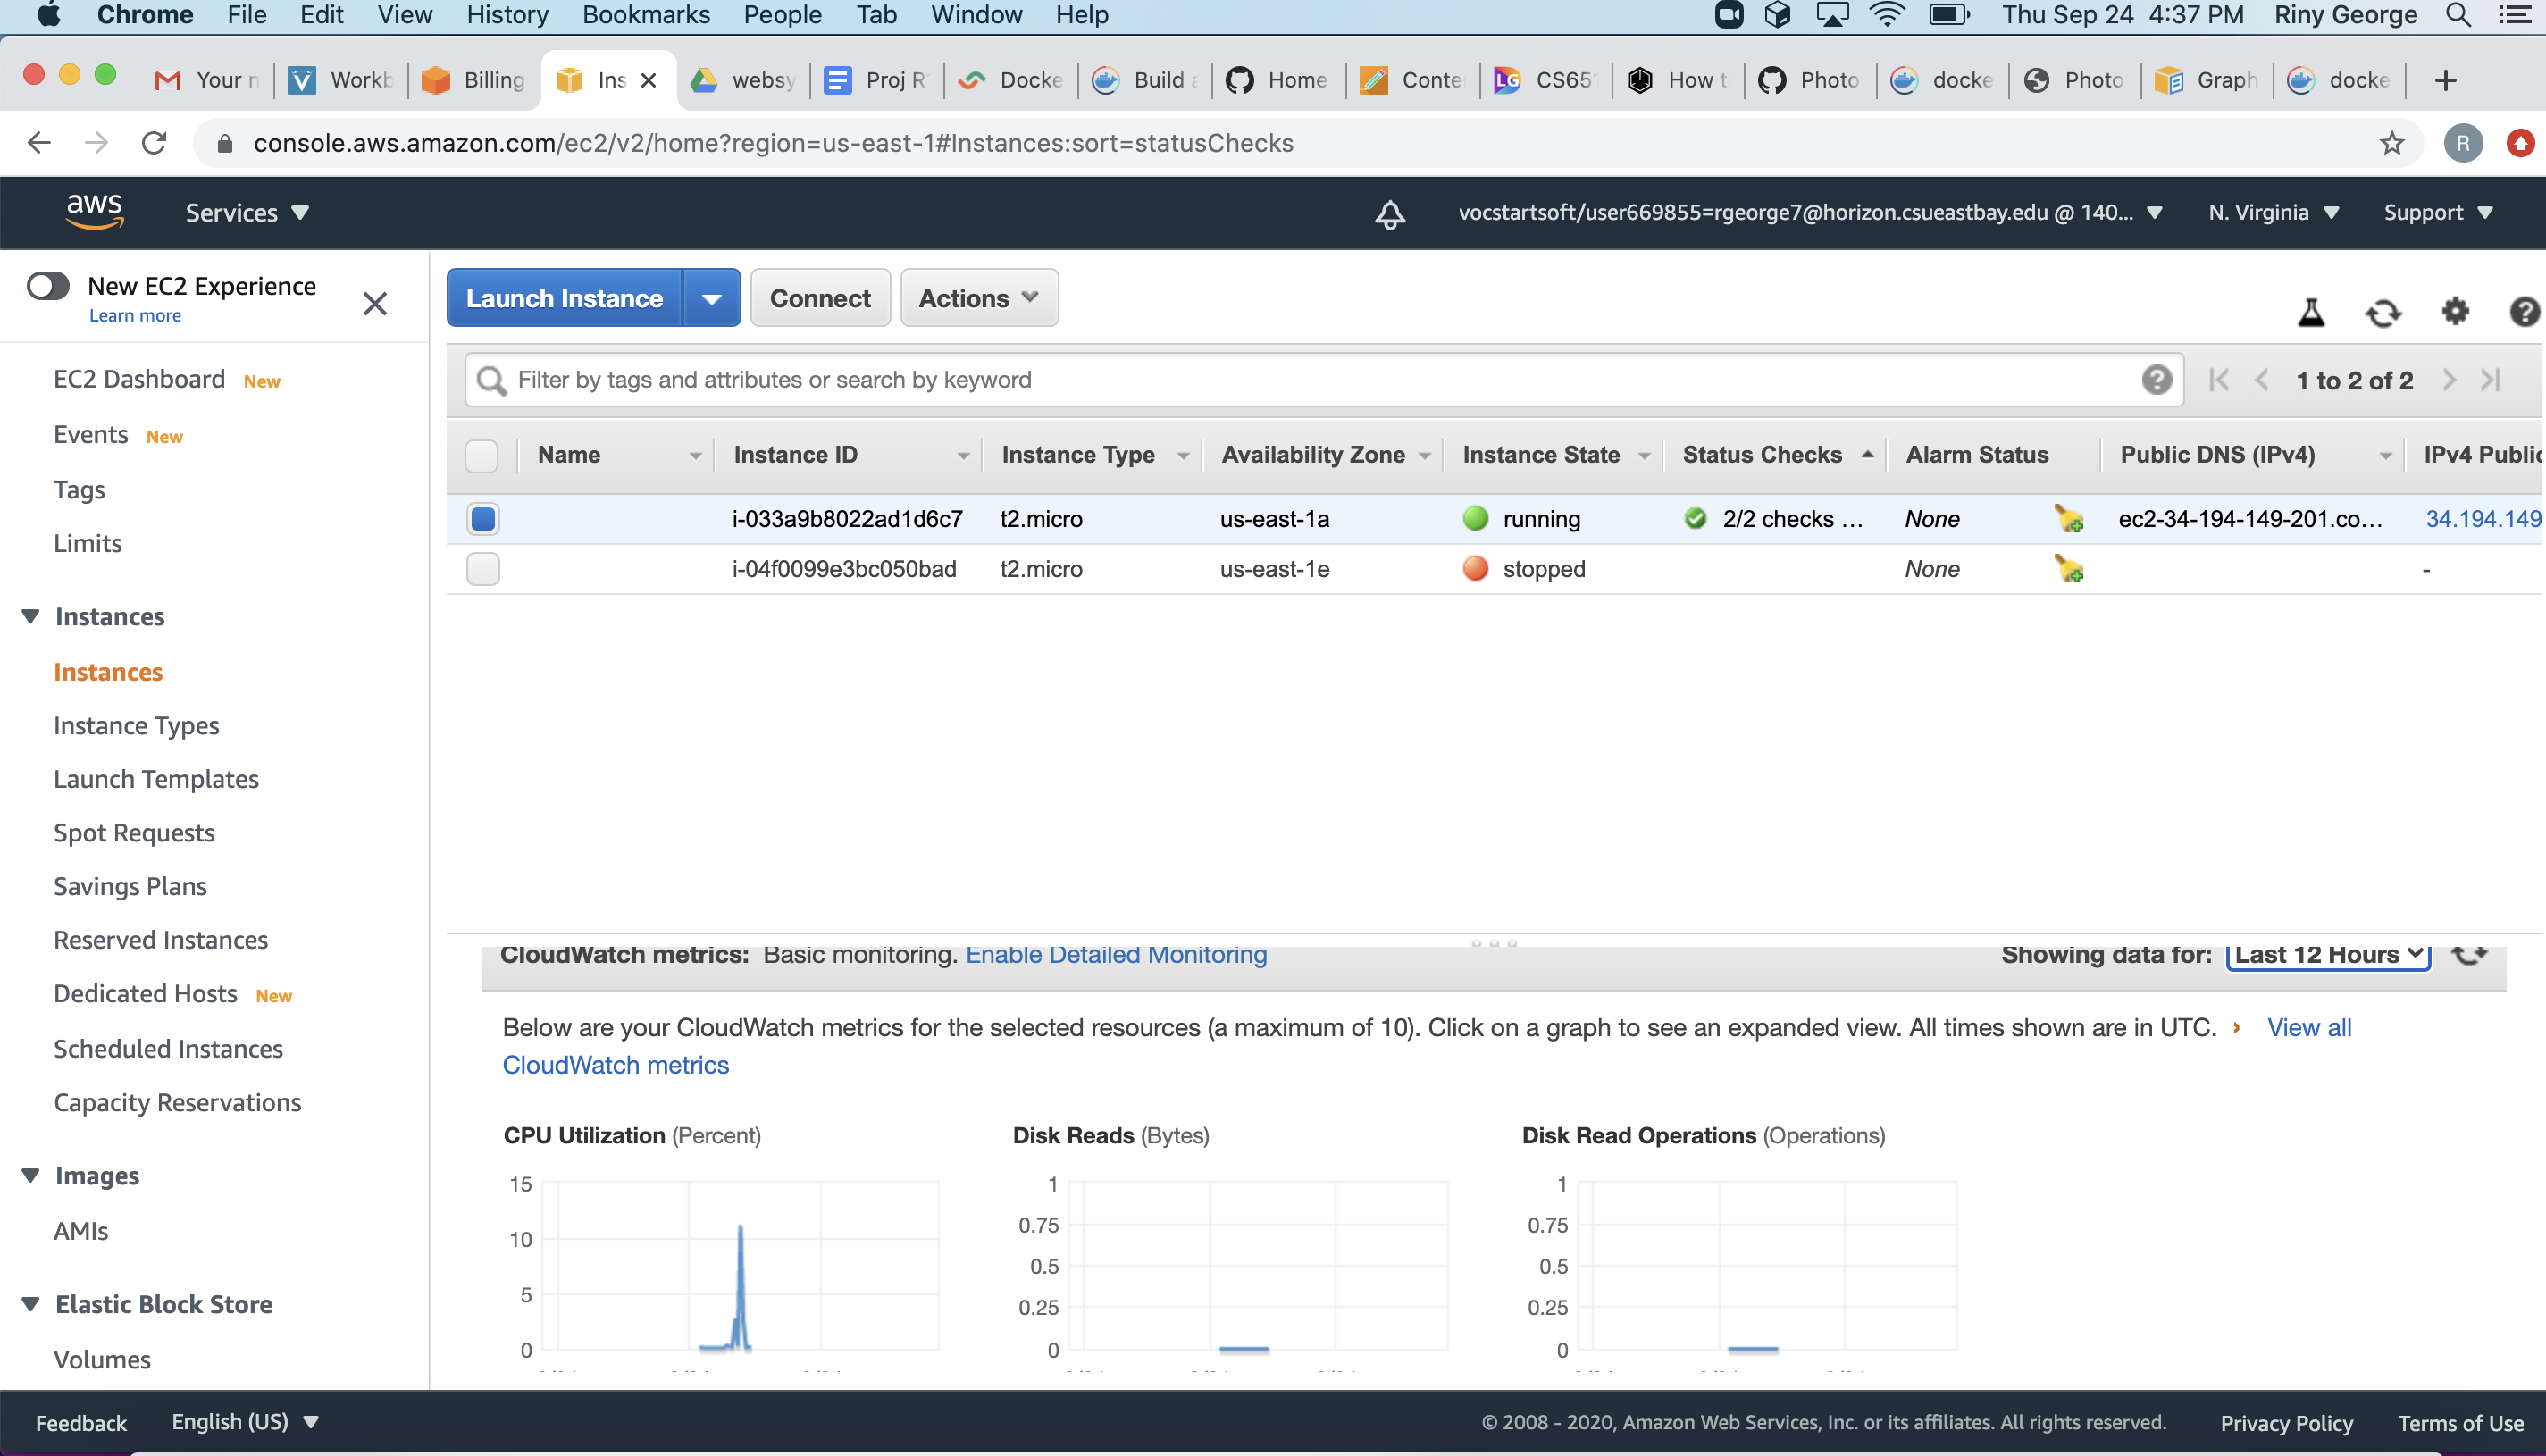 Chrome File Edit View History Bookmarks People Tab Window Help Thu Sep 24 4:37 PM Riny George
Your n Workb Billing Ins websy Proj R Docke Build a Home Conte CS65 How t Photo docke Photo Graph docke
console.aws.amazon.com/ec2/v2/home?region=us-east-1#Instances:sort=statusChecks R
aws Services vocstartsoft/user669855=rgeorge7@horizon.csueastbay.edu @ 140... N. Virginia Support
New EC2 Experience
Learn more
Launch Instance Connect Actions
Filter by tags and attributes or search by keyword 1 to 2 of 2
EC2 Dashboard New
Events New
Tags
Limits
Instances
Instances
Instance Types
Launch Templates
Spot Requests
Savings Plans
Reserved Instances
Dedicated Hosts New
Scheduled Instances
Capacity Reservations
Images
AMIs
Elastic Block Store
Volumes
Name Instance ID Instance Type Availability Zone Instance State Status Checks Alarm Status Public DNS (IPv4) IPv4 Public
i-033a9b8022ad1d6c7 t2.micro us-east-1a running 2/2 checks ... None ec2-34-194-149-201.co... 34.194.149
i-04f0099e3bc050bad t2.micro us-east-1e stopped None -
CloudWatch metrics: Basic monitoring. Enable Detailed Monitoring Showing data for: Last 12 Hours
Below are your CloudWatch metrics for the selected resources (a maximum of 10). Click on a graph to see an expanded view. All times shown are in UTC. View all
CloudWatch metrics
CPU Utilization (Percent)
15
10
5
0
Disk Reads (Bytes)
1
0.75
0.5
0.25
0
Disk Read Operations (Operations)
1
0.75
0.5
0.25
0
Feedback English (US) © 2008 - 2020, Amazon Web Services, Inc. or its affiliates. All rights reserved. Privacy Policy Terms of Use